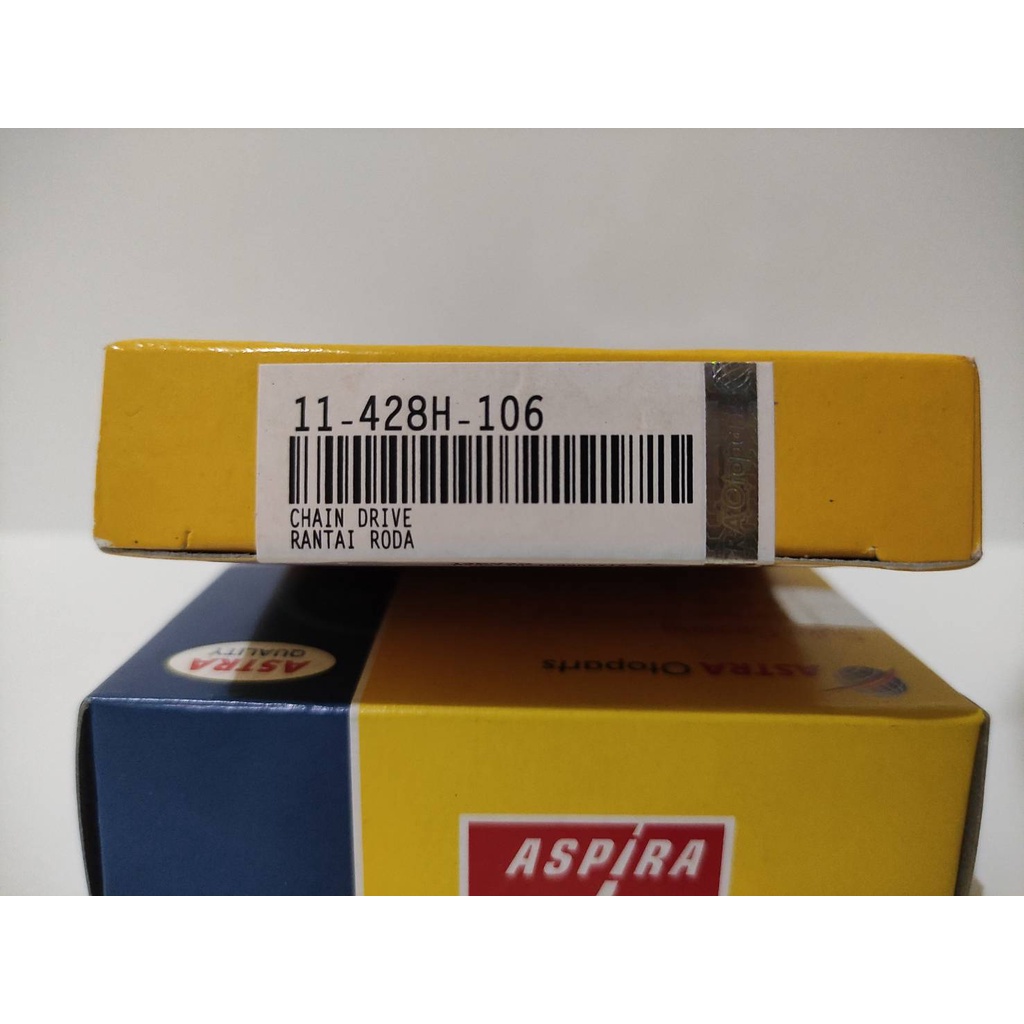 11-428H-106
CHAIN DRIVE
RANTAI RODA
ASTRA Otoparts
ASTRA
QUALITY
ASPIRA